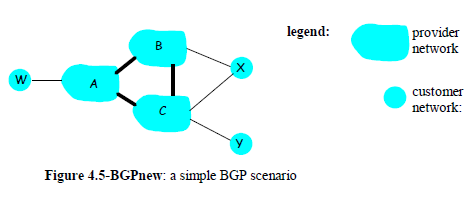 legend:
provider
network
customer
network:
W
A
B
C
X
y
Figure 4.5-BGPnew: a simple BGP scenario